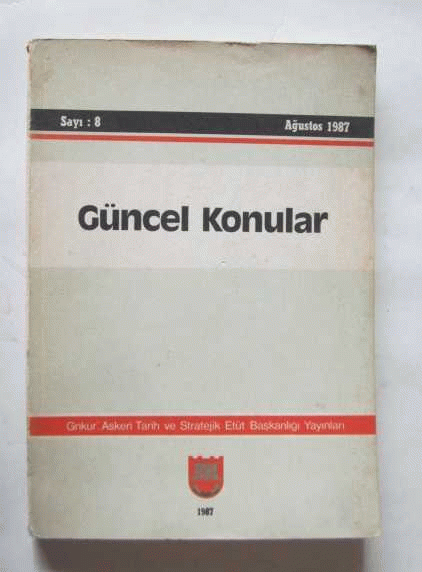 Sayı : 8 Ağustos 1987
Güncel Konular
Gnkur. Askeri Tarih ve Stratejik Etüt Başkanlığı Yayınları
1987